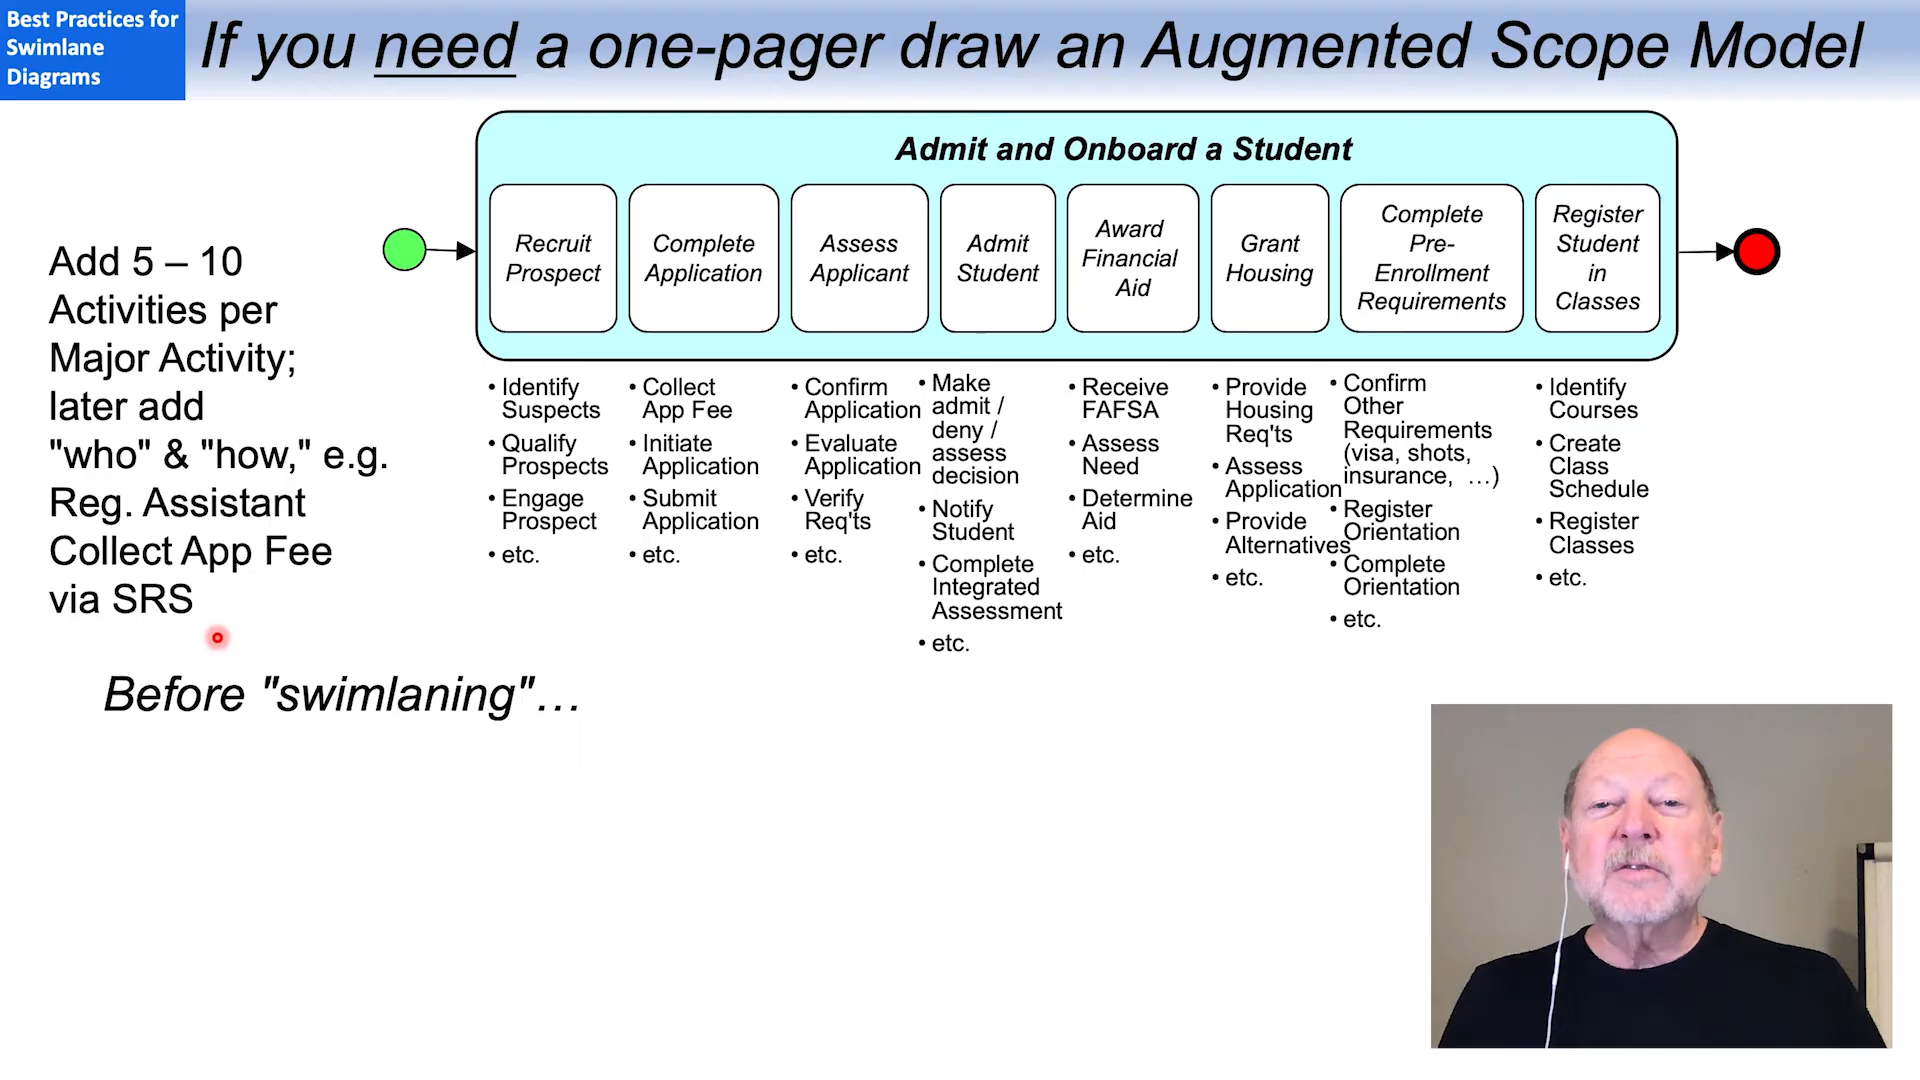 Best Practices for
Swimlane
Diagrams
If you need a one-pager draw an Augmented Scope Model
Admit and Onboard a Student
Recruit
Prospect
Complete
Application
Assess
Applicant
Admit
Student
Award
Financial
Aid
Grant
Housing
Complete
Pre-
Enrollment
Requirements
Register
Student
in
Classes
Add 5 – 10
Activities per
Major Activity;
later add
"who" & "how," e.g.
Reg. Assistant
Collect App Fee
via SRS
• Identify
Suspects
• Qualify
Prospects
• Engage
Prospect
• etc.
• Collect
App Fee
• Initiate
Application
• Submit
Application
• etc.
• Confirm
Application
• Evaluate
Application
• Verify
Req'ts
• etc.
• Make
admit /
deny /
assess
decision
• Notify
Student
• Complete
Integrated
Assessment
• etc.
• Receive
FAFSA
• Assess
Need
• Determine
Aid
• etc.
• Provide
Housing
Req'ts
• Assess
Application
• Provide
Alternatives
• etc.
• Confirm
Other
Requirements
(visa, shots,
insurance, …)
• Register
Orientation
• Complete
Orientation
• etc.
• Identify
Courses
• Create
Class
Schedule
• Register
Classes
• etc.
Before "swimlaning"…